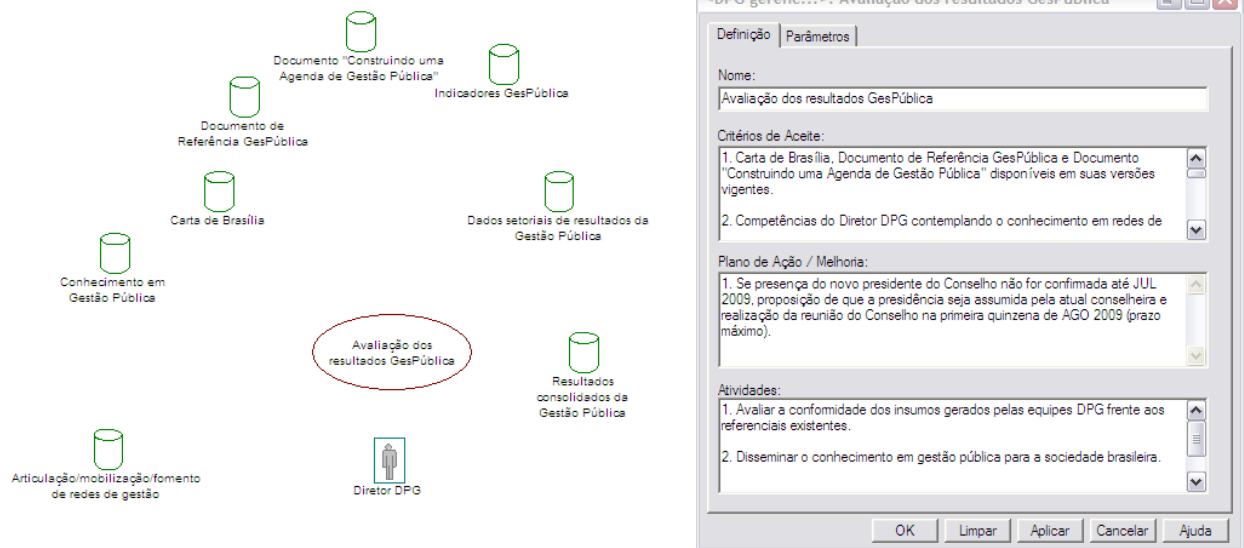 Documento "Construindo uma
Agenda de Gestão Pública"
Indicadores GesPública
Documento de
Referência GesPública
Carta de Brasília
Dados setoriais de resultados da
Gestão Pública
Conhecimento em
Gestão Pública
Avaliação dos
resultados GesPública
Resultados
consolidados da
Gestão Pública
Articulação/mobilização/fomento
de redes de gestão
Diretor DPG
<DPG gerenc...>: Avaliação dos resultados GesPública
Definição Parâmetros
Nome:
Avaliação dos resultados GesPública
Critérios de Aceite:
1. Carta de Brasília, Documento de Referência GesPública e Documento
"Construindo uma Agenda de Gestão Pública" disponíveis em suas versões
vigentes.
2. Competências do Diretor DPG contemplando o conhecimento em redes de
Plano de Ação / Melhoria:
1. Se presença do novo presidente do Conselho não for confirmada até JUL
2009, proposição de que a presidência seja assumida pela atual conselheira e
realização da reunião do Conselho na primeira quinzena de AGO 2009 (prazo
máximo).
Atividades:
1. Avaliar a conformidade dos insumos gerados pelas equipes DPG frente aos
referenciais existentes.
2. Disseminar o conhecimento em gestão pública para a sociedade brasileira.
OK Limpar Aplicar Cancelar Ajuda